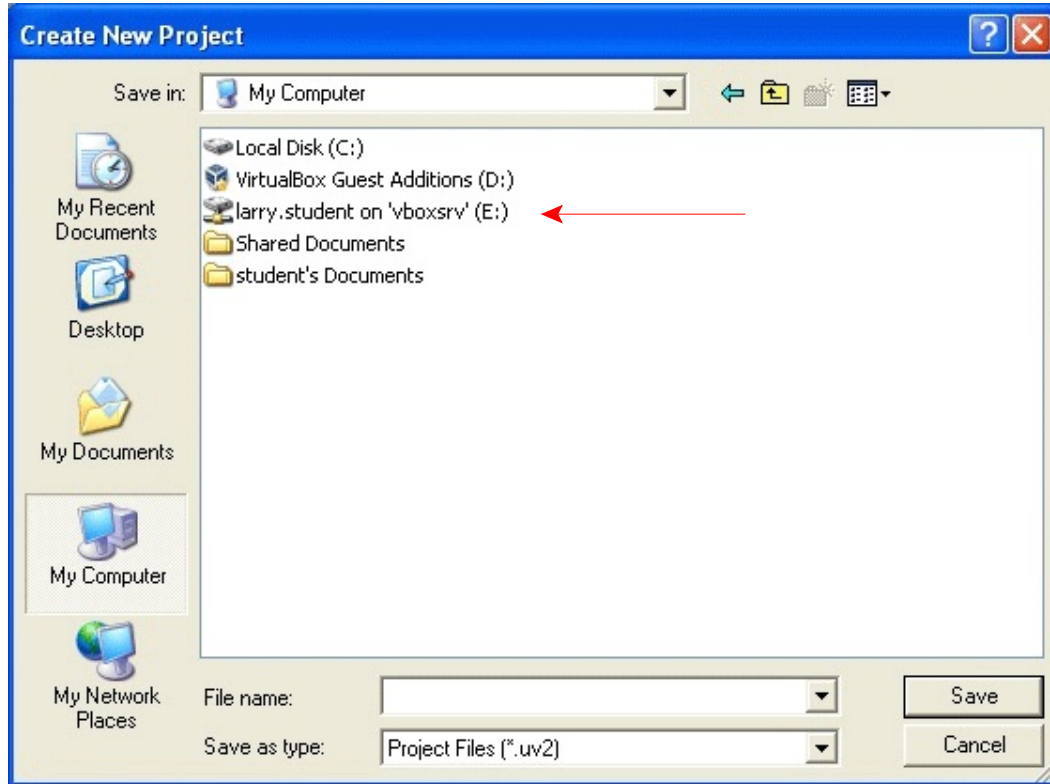 Create New Project
Save in:
My Computer
Local Disk (C:)
VirtualBox Guest Additions (D:)
larry.student on 'vboxsrv' (E:)
Shared Documents
student's Documents
My Recent
Documents
Desktop
My Documents
My Computer
My Network
Places
File name:
Save
Save as type:
Project Files (*.uv2)
Cancel